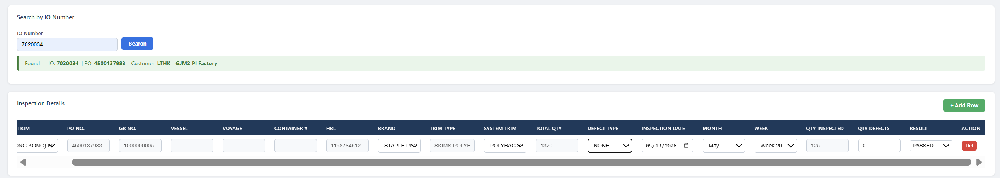 Search by IO Number
IO Number
7020034 Search
Found — IO: 7020034 | PO: 4500137983 | Customer: LTHK - GJM2 PI Factory
Inspection Details
+ Add Row
TRIM PO NO. GR NO. VESSEL VOYAGE CONTAINER # HBL BRAND TRIM TYPE SYSTEM TRIM TOTAL QTY DEFECT TYPE INSPECTION DATE MONTH WEEK QTY INSPECTED QTY DEFECTS RESULT ACTION
ONG KONG) 4500137983 1000000005 1198764512 STAPLE SKIMS POLYB POLYBAG 1320 NONE 05/13/2026 May Week 20 125 0 PASSED Del